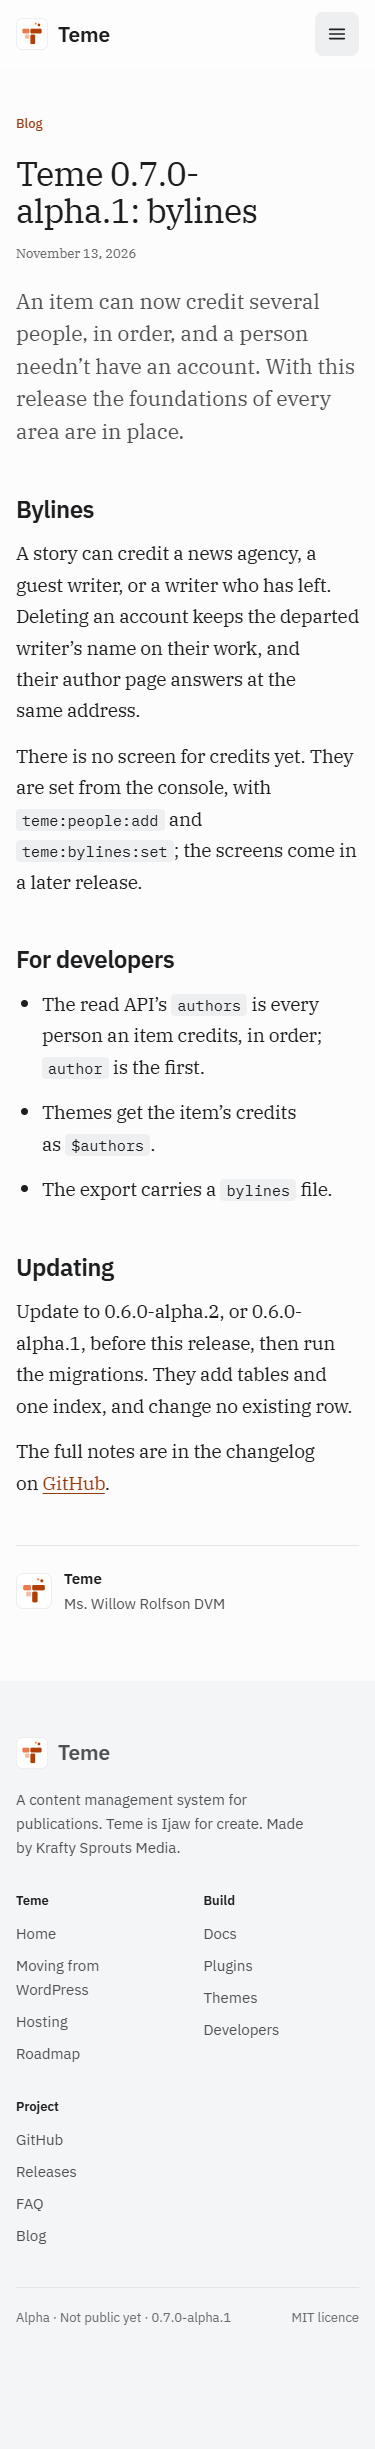 Teme
Blog
Teme 0.7.0-
alpha.1: bylines
November 13, 2026
An item can now credit several
people, in order, and a person
needn’t have an account. With this
release the foundations of every
area are in place.
Bylines
A story can credit a news agency, a
guest writer, or a writer who has left.
Deleting an account keeps the departed
writer’s name on their work, and
their author page answers at the
same address.
There is no screen for credits yet. They
are set from the console, with
teme:people:add and
teme:bylines:set; the screens come in
a later release.
For developers
• The read API’s authors is every
person an item credits, in order;
author is the first.
• Themes get the item’s credits
as $authors.
• The export carries a bylines file.
Updating
Update to 0.6.0-alpha.2, or 0.6.0-
alpha.1, before this release, then run
the migrations. They add tables and
one index, and change no existing row.
The full notes are in the changelog
on GitHub.
Teme
Ms. Willow Rolfson DVM
Teme
A content management system for
publications. Teme is Ijaw for create. Made
by Krafty Sprouts Media.
Teme
Home
Moving from
WordPress
Hosting
Roadmap
Build
Docs
Plugins
Themes
Developers
Project
GitHub
Releases
FAQ
Blog
Alpha · Not public yet · 0.7.0-alpha.1
MIT licence